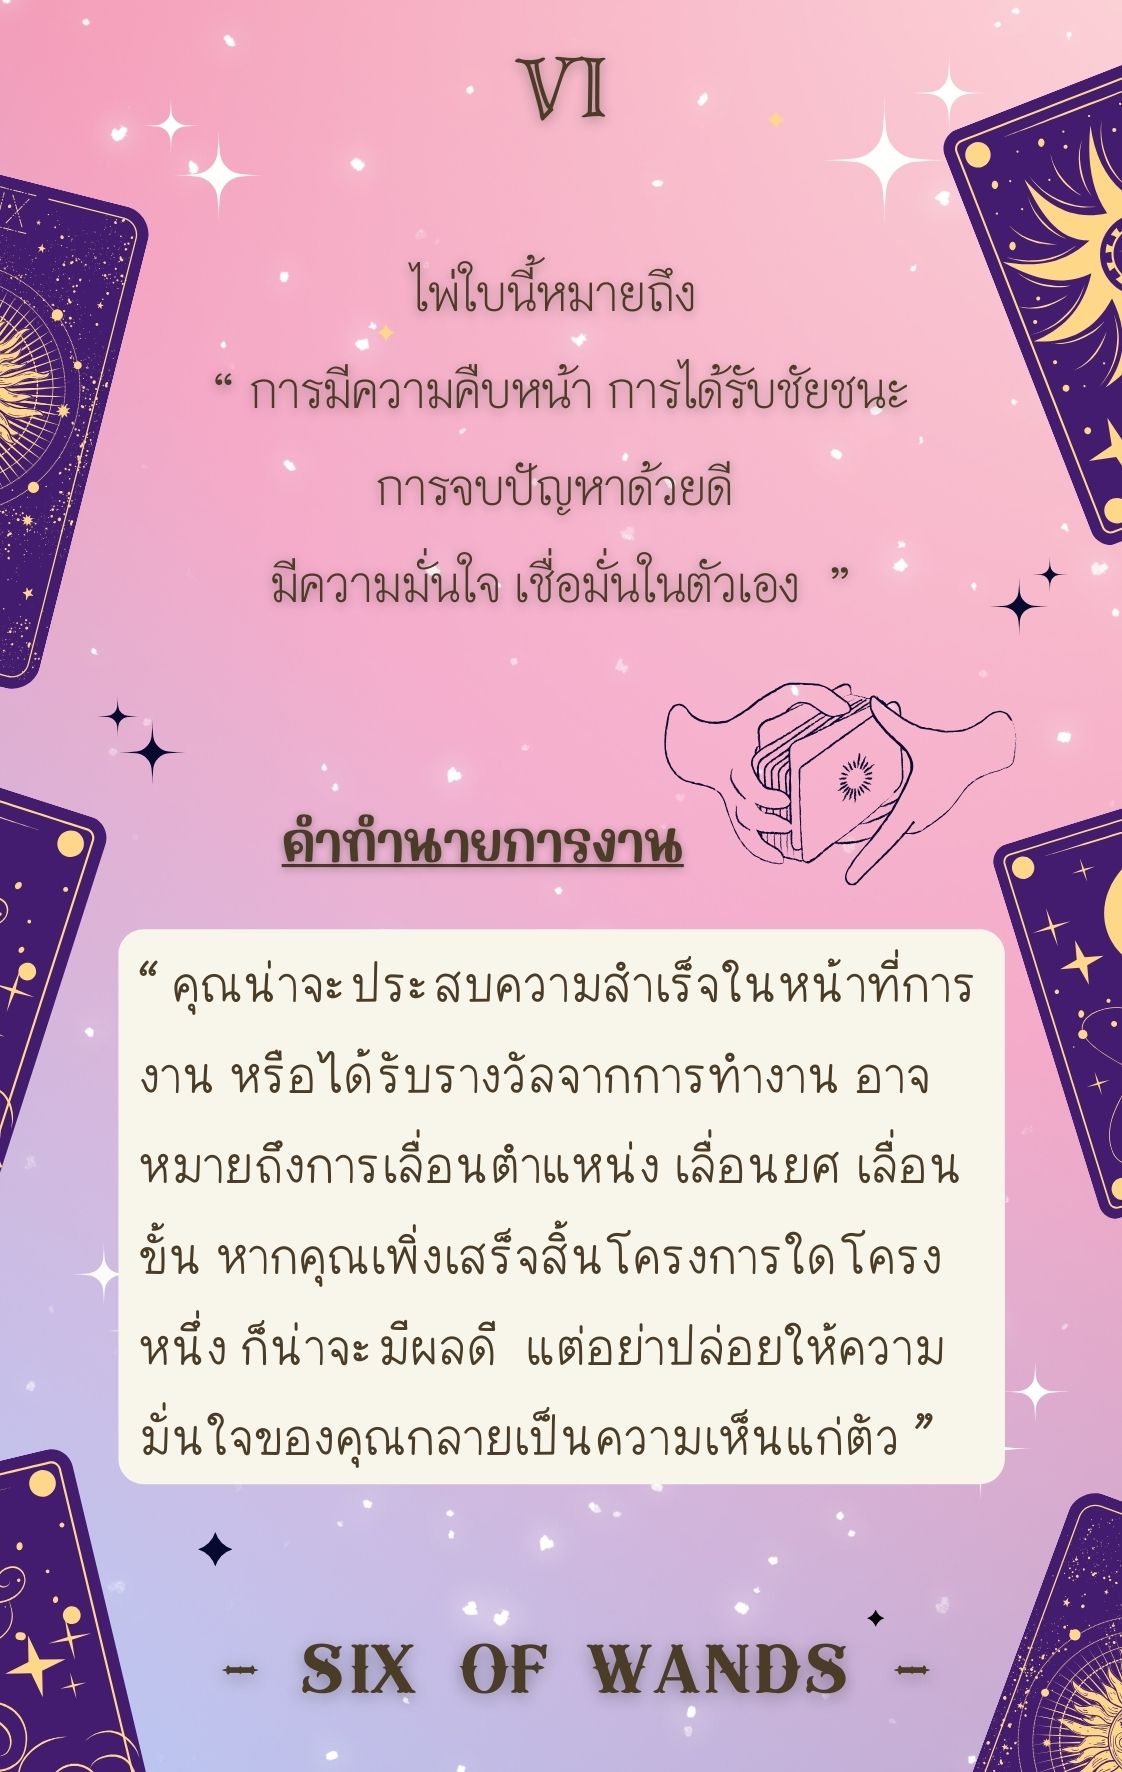 VI
ไพ่ใบนี้หมายถึง
“ การมีความคืบหน้า การได้รับชัยชนะ
การจบปัญหาด้วยดี
มีความมั่นใจ เชื่อมั่นในตัวเอง ”
คำทำนายการงาน
“ คุณน่าจะประสบความสำเร็จในหน้าที่การ
งาน หรือได้รับรางวัลจากการทำงาน อาจ
หมายถึงการเลื่อนตำแหน่ง เลื่อนยศ เลื่อน
ขั้น หากคุณเพิ่งเสร็จสิ้นโครงการใดโครง
หนึ่ง ก็น่าจะมีผลดี แต่อย่าปล่อยให้ความ
มั่นใจของคุณกลายเป็นความเห็นแก่ตัว ”
- SIX OF WANDS -